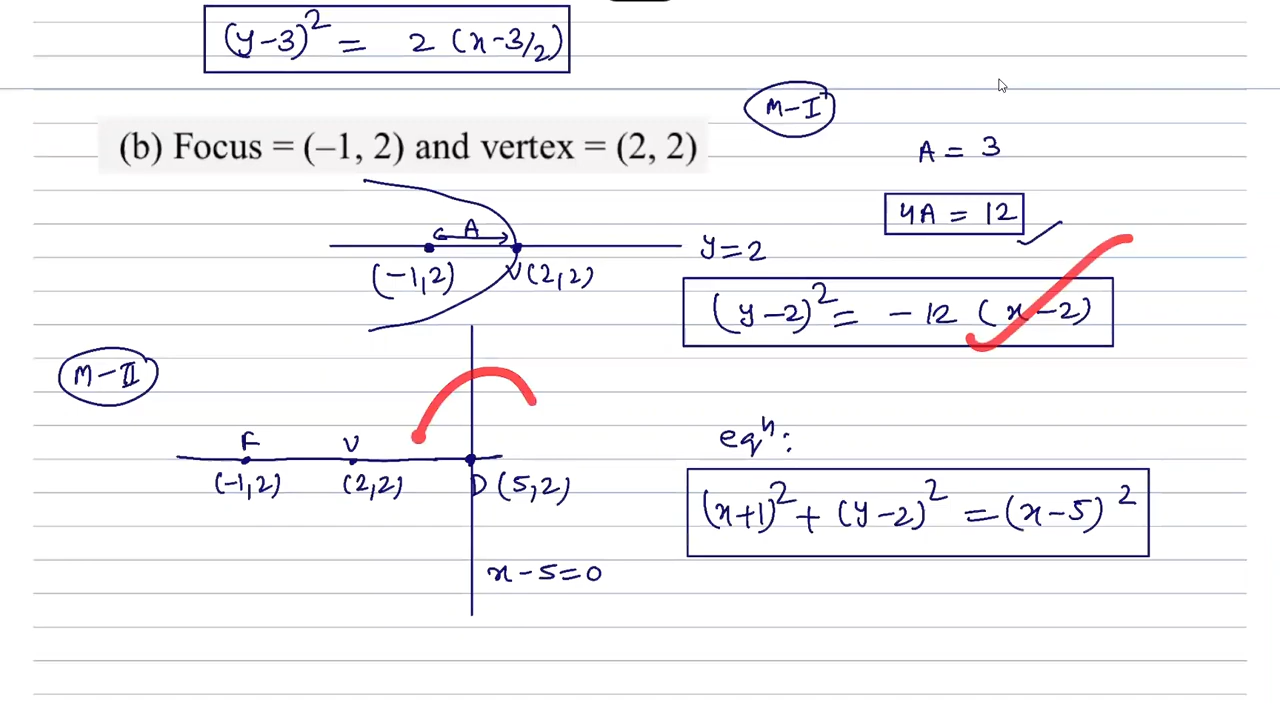 (y-3)² = 2 (x-3/2)
M-I
A = 3
(b) Focus = (–1, 2) and vertex = (2, 2)
4A = 12
A
y=2
(-1,2) V(2,2)
(y-2)² = -12 (x-2)
M-II
eqⁿ:
F V
(-1,2) (2,2) D(5,2)
(x+1)² + (y-2)² = (x-5)²
x-5=0